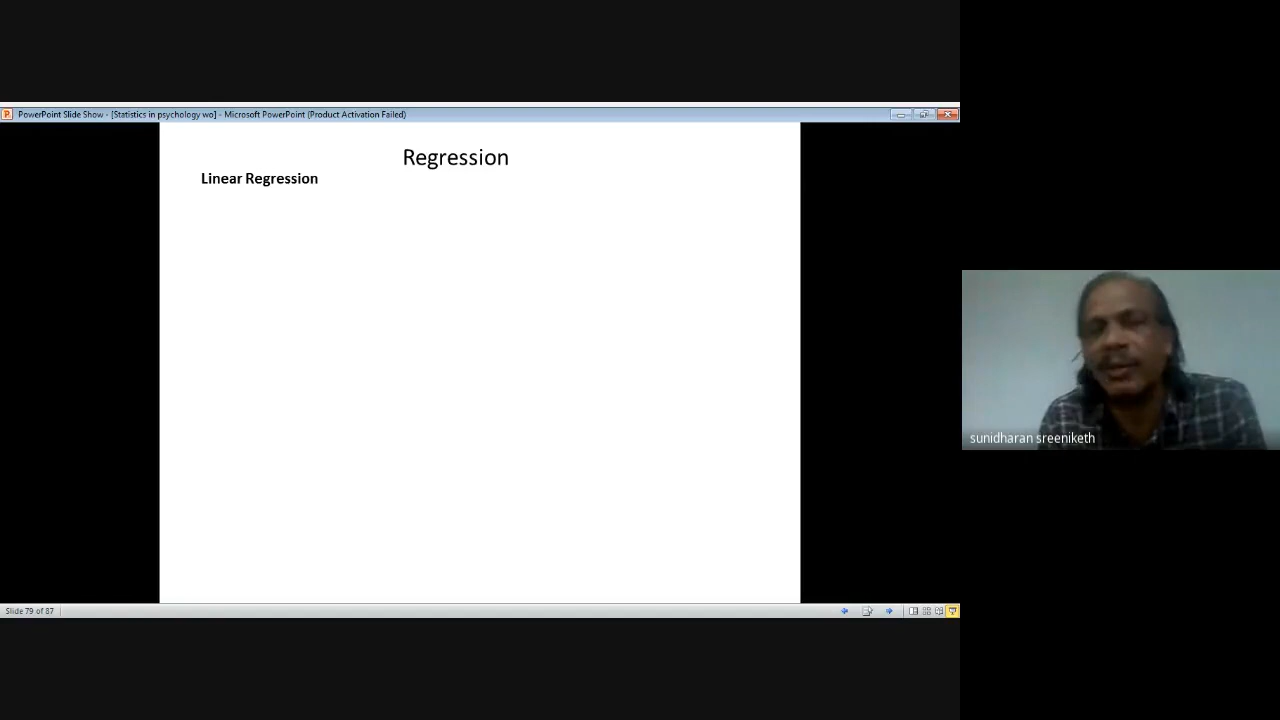 PowerPoint Slide Show - [Statistics in psychology wo] - Microsoft PowerPoint (Product Activation Failed)
Regression
Linear Regression
sunidharan sreeniketh
Slide 79 of 87